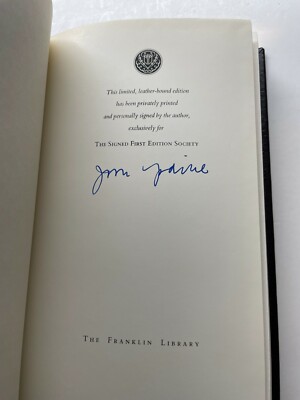 This limited, leather-bound edition
has been privately printed
and personally signed by the author,
exclusively for
THE SIGNED FIRST EDITION SOCIETY
THE FRANKLIN LIBRARY